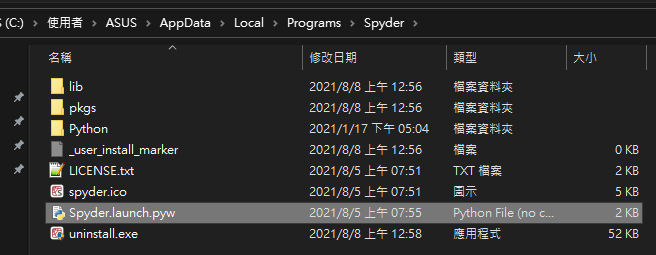 S (C:) › 使用者 › ASUS › AppData › Local › Programs › Spyder ›
名稱 修改日期 類型 大小
lib 2021/8/8 上午 12:56 檔案資料夾
pkgs 2021/8/8 上午 12:56 檔案資料夾
Python 2021/1/17 下午 05:04 檔案資料夾
_user_install_marker 2021/8/8 上午 12:56 檔案 0 KB
LICENSE.txt 2021/8/5 上午 07:51 TXT 檔案 2 KB
spyder.ico 2021/8/5 上午 07:51 圖示 5 KB
Spyder.launch.pyw 2021/8/5 上午 07:55 Python File (no c... 2 KB
uninstall.exe 2021/8/8 上午 12:58 應用程式 52 KB